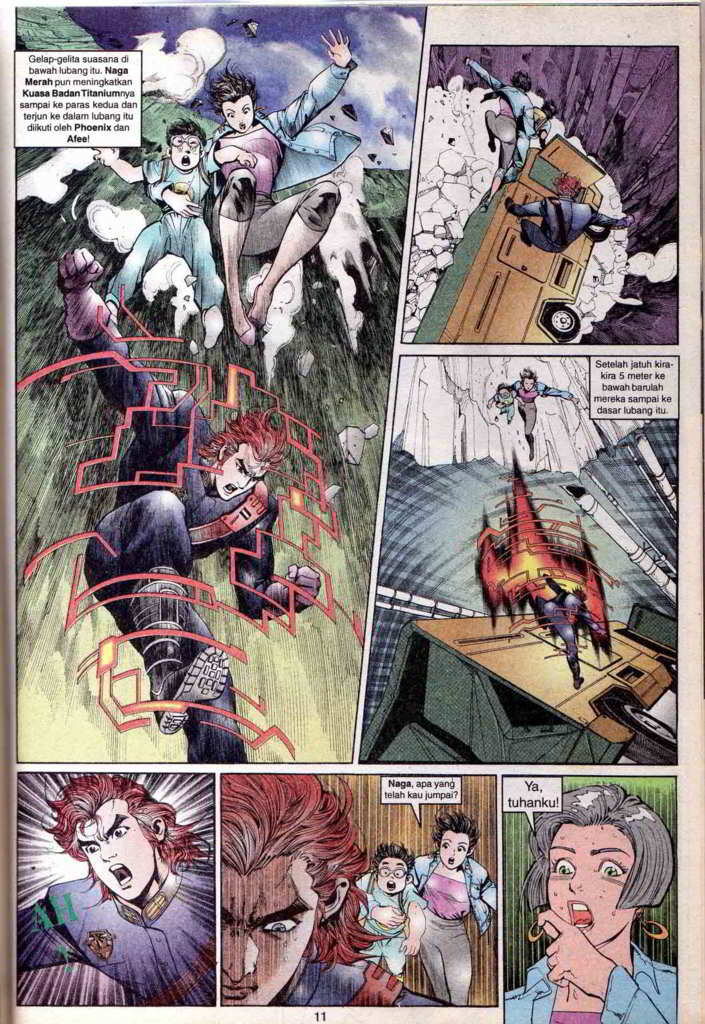 Gelap-gelita suasana di
bawah lubang itu. Naga
Merah pun meningkatkan
Kuasa Badan Titaniumnya
sampai ke paras kedua dan
terjun ke dalam lubang itu
diikuti oleh Phoenix dan
Afee!
Setelah jatuh kira-
kira 5 meter ke
bawah barulah
mereka sampai ke
dasar lubang itu.
AH
Naga, apa yang
telah kau jumpai?
Ya,
tuhanku!
11